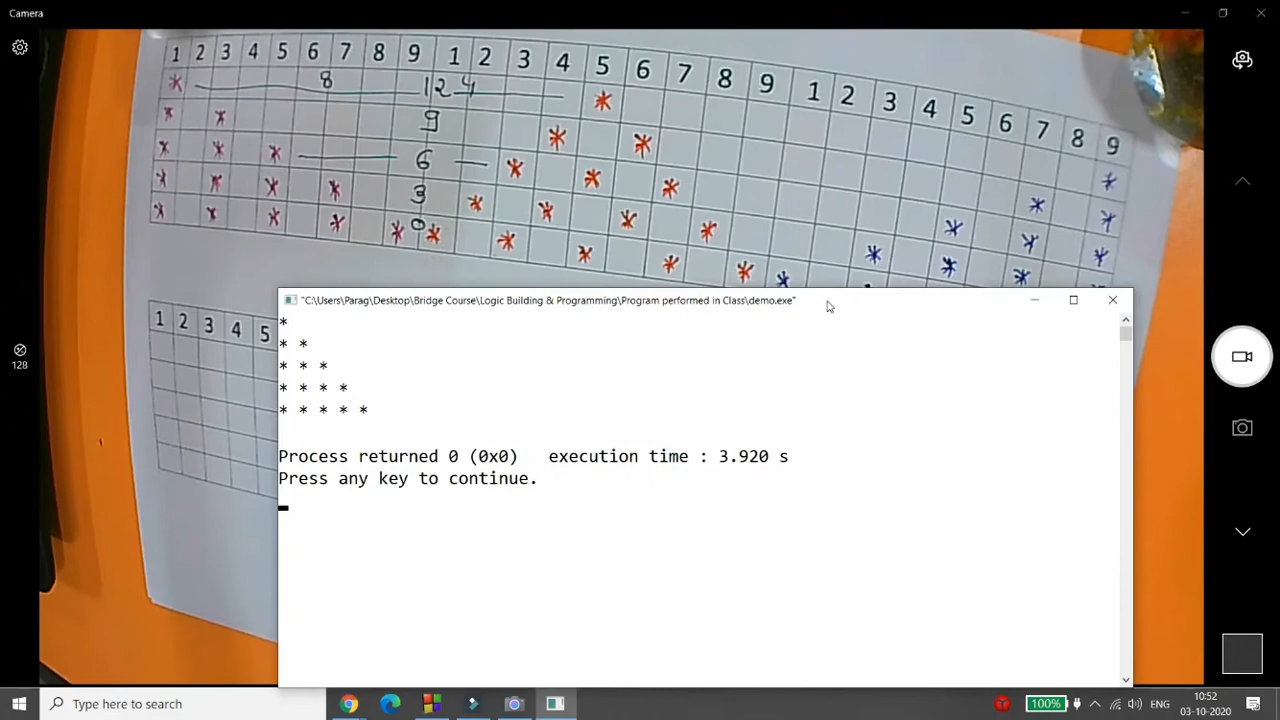 Camera
1 2 3 4 5 6 7 8 9 1 2 3 4 5 6 7 8 9 1 2 3 4 5 6 7 8 9
* 8 12 4 *
* * 9 * *
* * * 6 * * * *
* * * * 3 * * * * * *
* * * * * 0 * * * * * * * * * *
1 2 3 4 5
128
"C:\Users\Parag\Desktop\Bridge Course\Logic Building & Programming\Program performed in Class\demo.exe"
*
* *
* * *
* * * *
* * * * *
Process returned 0 (0x0) execution time : 3.920 s
Press any key to continue.
Type here to search
100%
ENG
10:52
03-10-2020